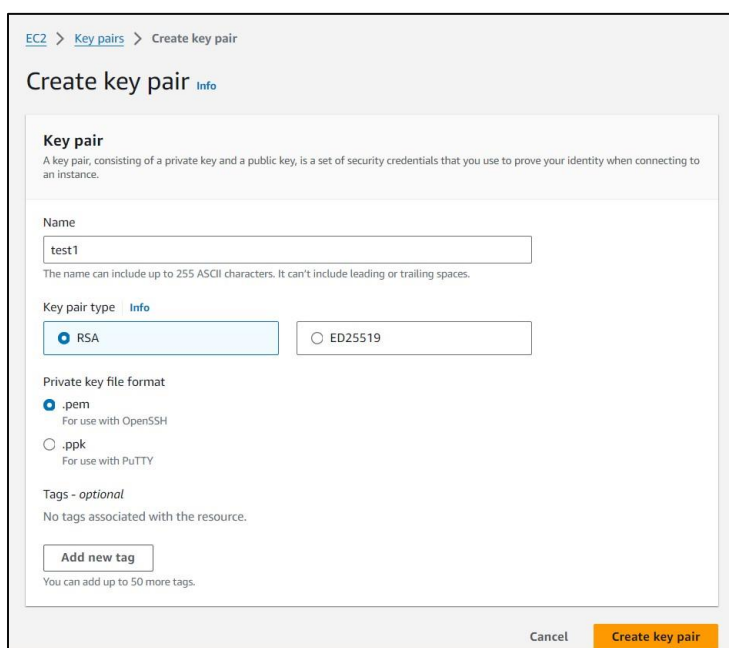 EC2 > Key pairs > Create key pair
Create key pair Info
Key pair
A key pair, consisting of a private key and a public key, is a set of security credentials that you use to prove your identity when connecting to
an instance.
Name
test1
The name can include up to 255 ASCII characters. It can't include leading or trailing spaces.
Key pair type Info
RSA ED25519
Private key file format
.pem
For use with OpenSSH
.ppk
For use with PuTTY
Tags - optional
No tags associated with the resource.
Add new tag
You can add up to 50 more tags.
Cancel Create key pair